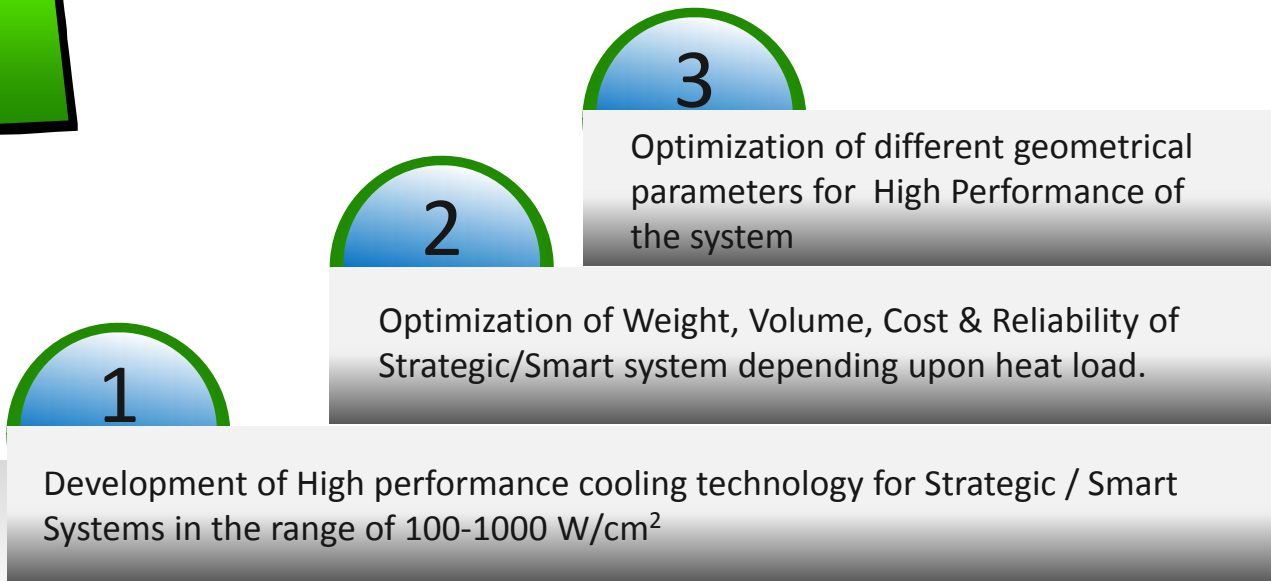 3
Optimization of different geometrical
parameters for  High Performance of
the system
2
Optimization of Weight, Volume, Cost & Reliability of
Strategic/Smart system depending upon heat load.
1
Development of High performance cooling technology for Strategic / Smart
Systems in the range of 100-1000 W/cm²